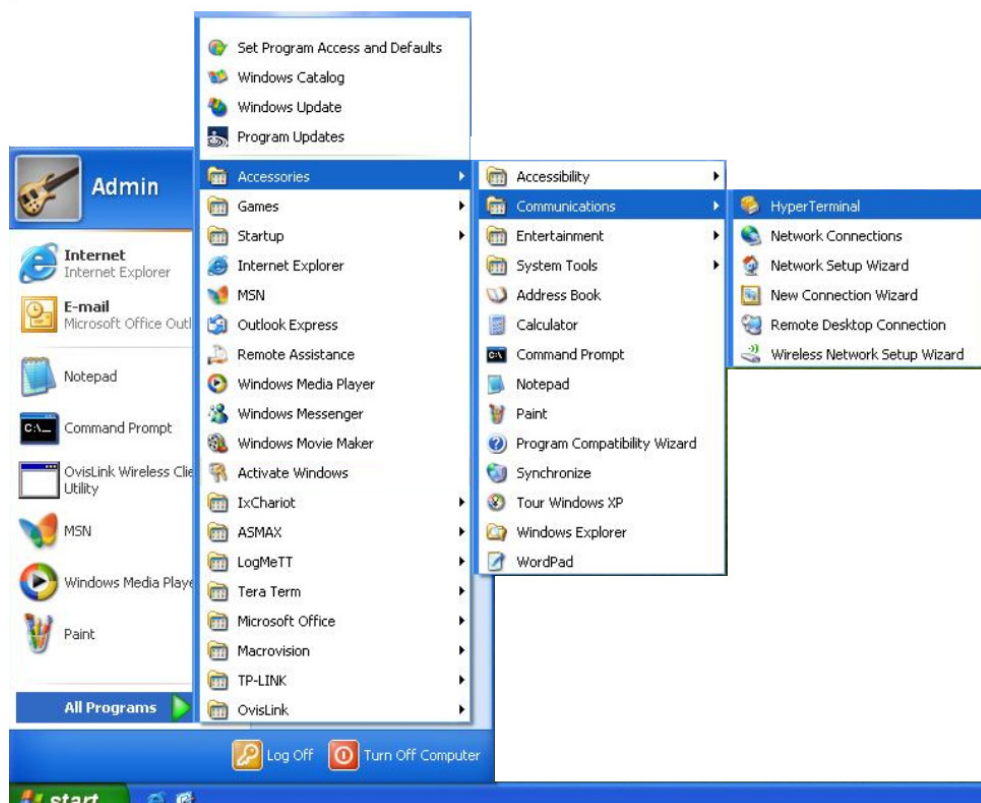 Set Program Access and Defaults
Windows Catalog
Windows Update
Program Updates
Admin
Internet
Internet Explorer
E-mail
Microsoft Office Outl
Notepad
C:\_
Command Prompt
OvisLink Wireless Clie
Utility
MSN
Windows Media Playe
Paint
All Programs
Accessories
Games
Startup
Internet Explorer
MSN
Outlook Express
Remote Assistance
Windows Media Player
Windows Messenger
Windows Movie Maker
Activate Windows
IxChariot
ASMAX
LogMeTT
Tera Term
Microsoft Office
Macrovision
TP-LINK
OvisLink
Accessibility
Communications
Entertainment
System Tools
Address Book
Calculator
Command Prompt
Notepad
Paint
Program Compatibility Wizard
Synchronize
Tour Windows XP
Windows Explorer
WordPad
HyperTerminal
Network Connections
Network Setup Wizard
New Connection Wizard
Remote Desktop Connection
Wireless Network Setup Wizard
Log Off
Turn Off Computer
start